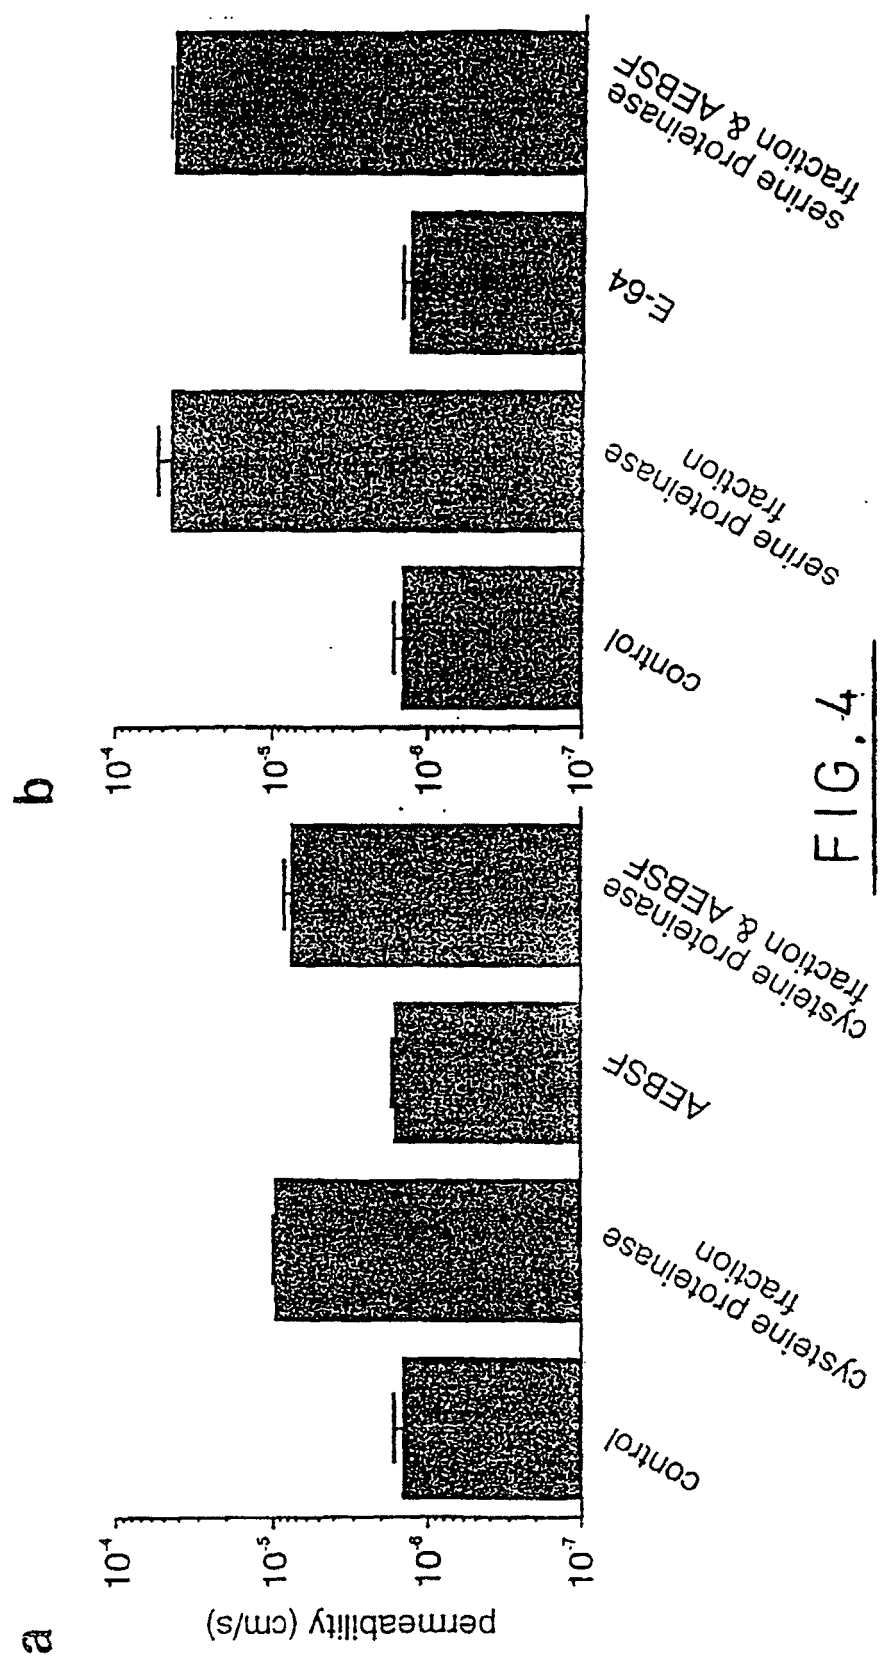 a
permeability (cm/s)
10-4
10-5
10-6
10-7
control
cysteine proteinase
fraction
AEBSF
cysteine proteinase
fraction & AEBSF
b
10-4
10-5
10-6
10-7
control
serine proteinase
fraction
E-64
serine proteinase
fraction & AEBSF
FIG. 4